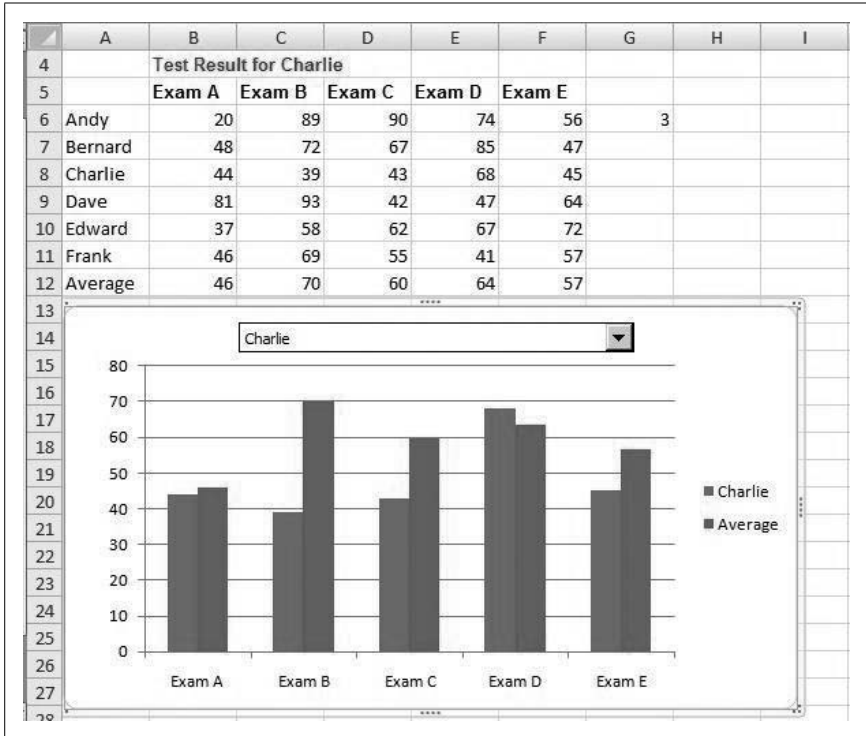 A B C D E F G H I
4 Test Result for Charlie
5 Exam A Exam B Exam C Exam D Exam E
6 Andy 20 89 90 74 56 3
7 Bernard 48 72 67 85 47
8 Charlie 44 39 43 68 45
9 Dave 81 93 42 47 64
10 Edward 37 58 62 67 72
11 Frank 46 69 55 41 57
12 Average 46 70 60 64 57
13
14 Charlie
15 80
16 70
17 60
18
19 50
20 40 Charlie
21 Average
22 30
23 20
24 10
25 0
26 Exam A Exam B Exam C Exam D Exam E
27
28